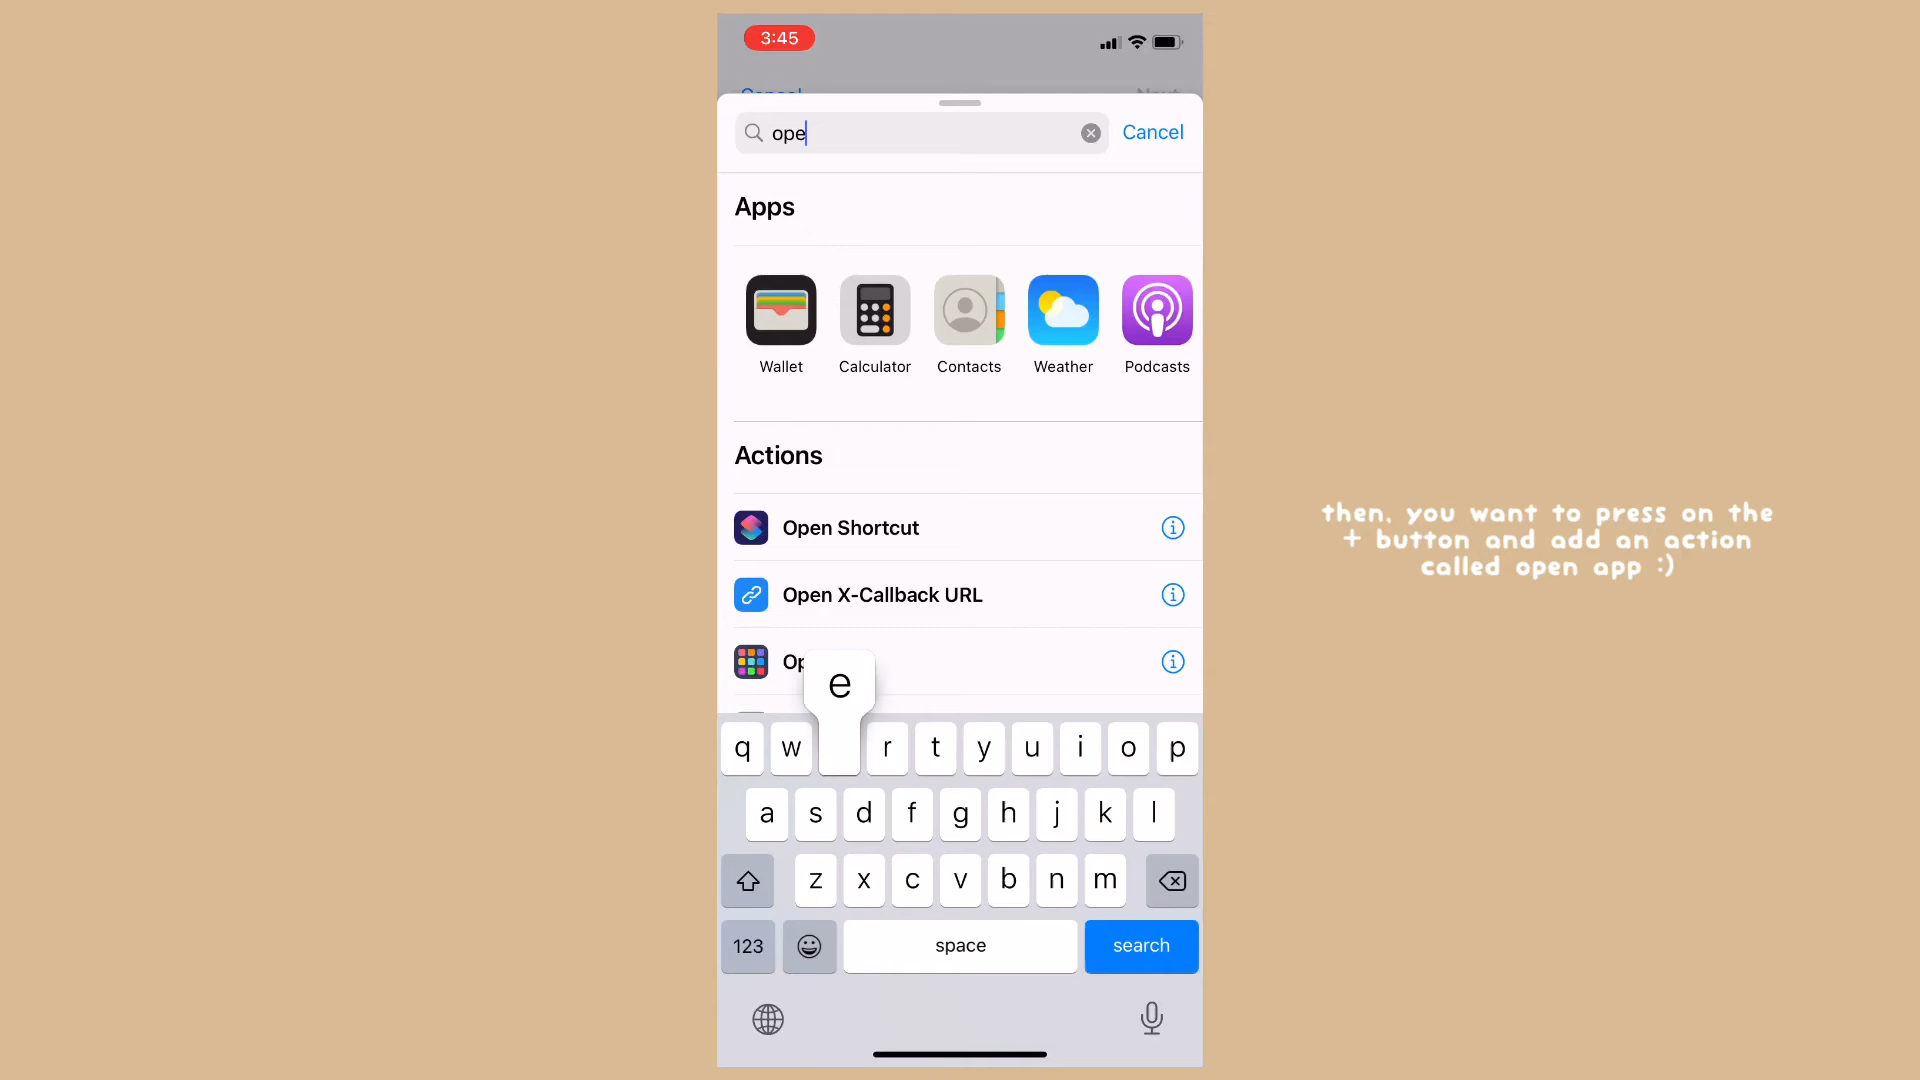 3:45
ope
Cancel
Apps
Wallet
Calculator
Contacts
Weather
Podcasts
Actions
Open Shortcut
Open X-Callback URL
e
q w r t y u i o p
a s d f g h j k l
z x c v b n m
123
space
search
then, you want to press on the
+ button and add an action
called open app :)